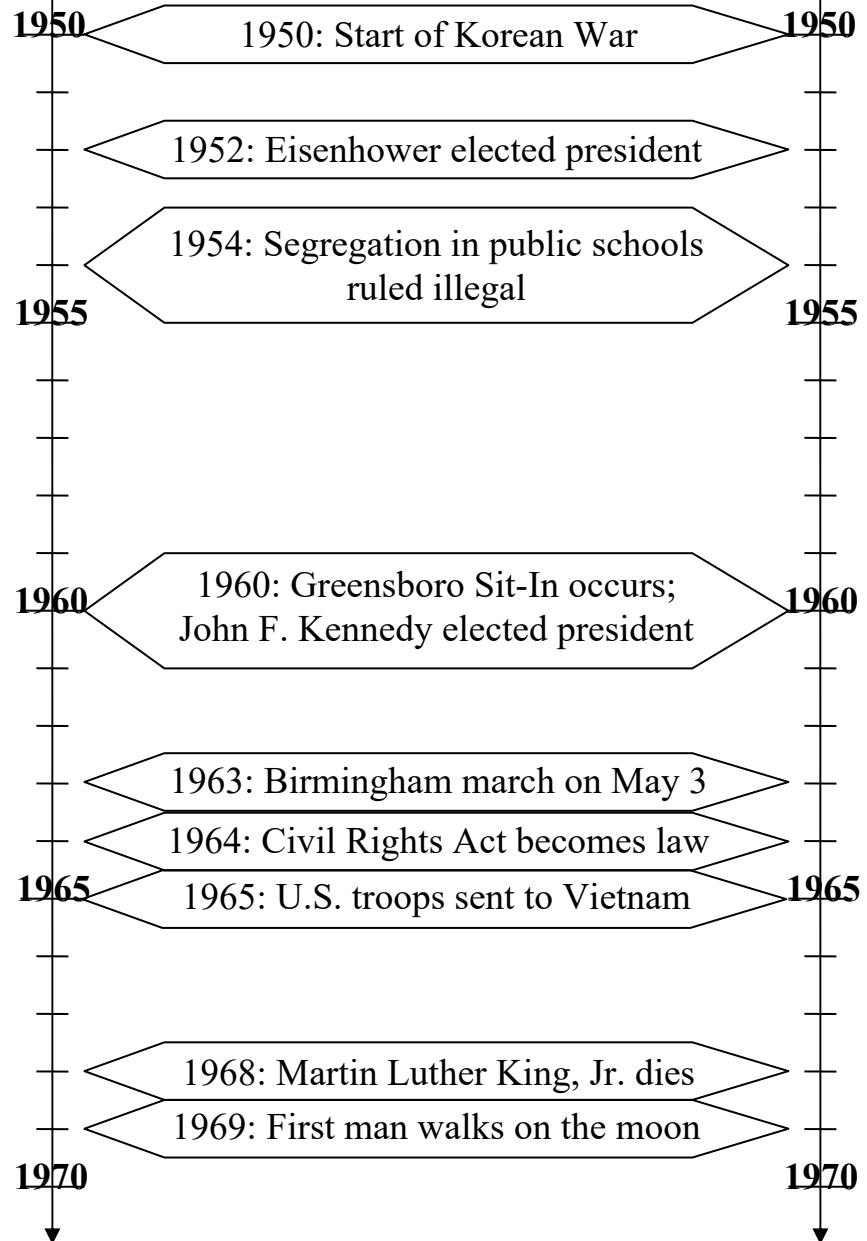 1950 1950
1950: Start of Korean War
1952: Eisenhower elected president
1954: Segregation in public schools
ruled illegal
1955 1955
1960: Greensboro Sit-In occurs;
1960 1960
John F. Kennedy elected president
1963: Birmingham march on May 3
1964: Civil Rights Act becomes law
1965 1965
1965: U.S. troops sent to Vietnam
1968: Martin Luther King, Jr. dies
1969: First man walks on the moon
1970 1970